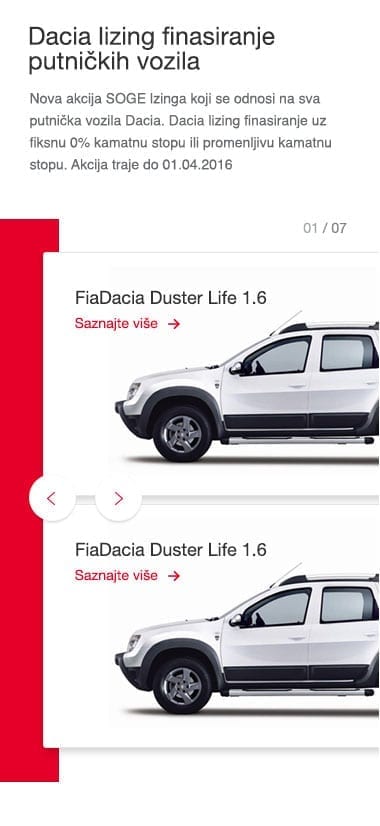 Dacia lizing finasiranje
putničkih vozila
Nova akcija SOGE lzinga koji se odnosi na sva
putnička vozila Dacia. Dacia lizing finasiranje uz
fiksnu 0% kamatnu stopu ili promenljivu kamatnu
stopu. Akcija traje do 01.04.2016
01 / 07
FiaDacia Duster Life 1.6
Saznajte više
FiaDacia Duster Life 1.6
Saznajte više